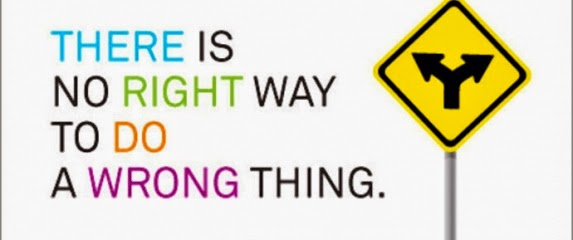 THERE IS
NO RIGHT WAY
TO DO
A WRONG THING.